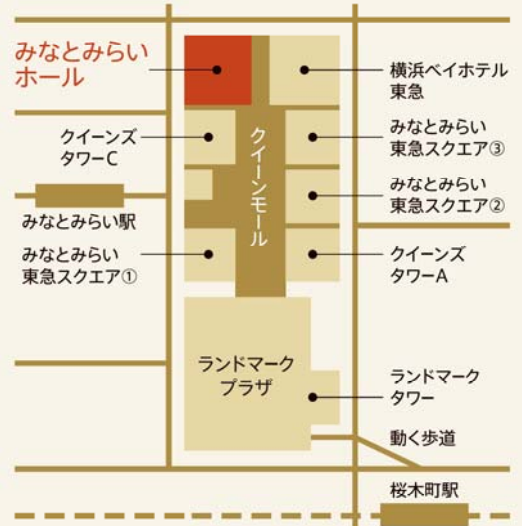 みなとみらい
ホール
横浜ベイホテル
東急
クイーンズ
タワーC
みなとみらい
東急スクエア③
クイーンモール
みなとみらい
東急スクエア②
みなとみらい駅
みなとみらい
東急スクエア①
クイーンズ
タワーA
ランドマーク
プラザ
ランドマーク
タワー
動く歩道
桜木町駅